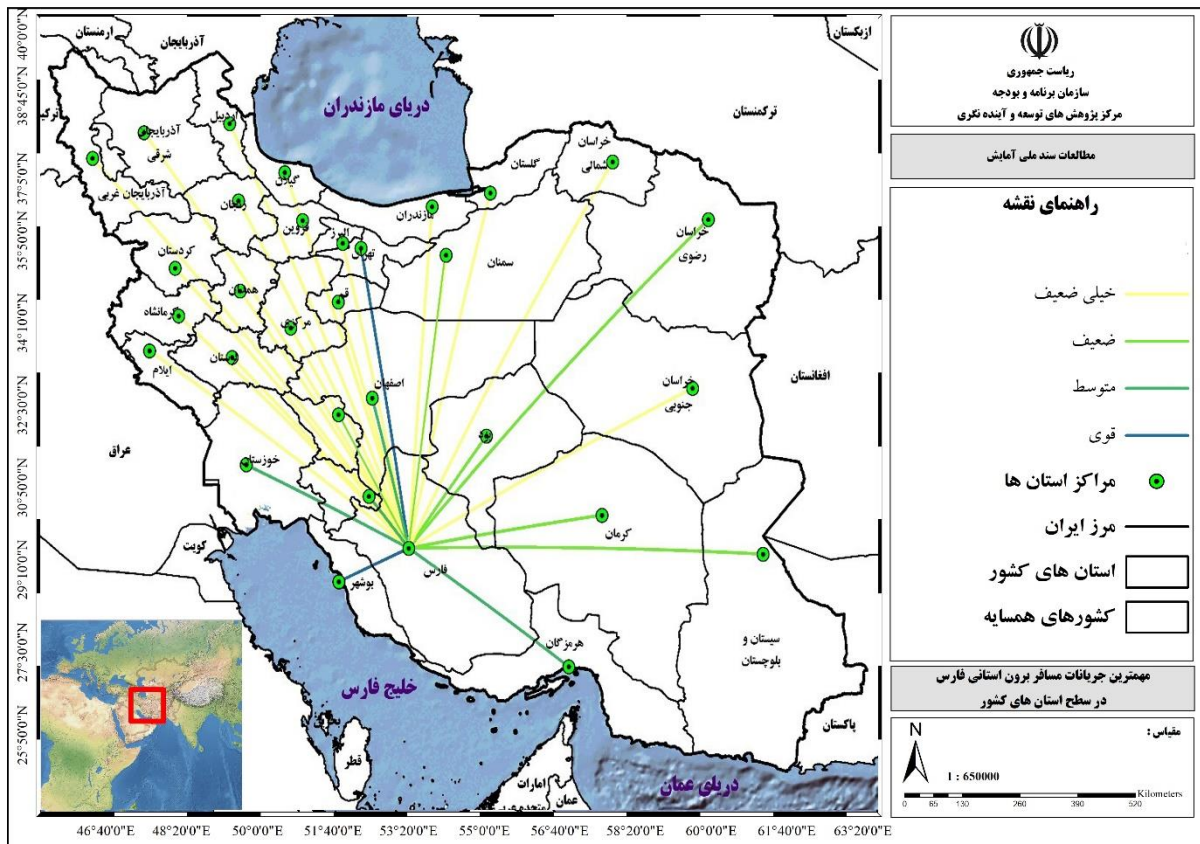 ریاست جمهوری
سازمان برنامه و بودجه
مرکز پژوهش های توسعه و آینده نگری
مطالعات سند ملی آمایش
راهنمای نقشه
خیلی ضعیف
ضعیف
متوسط
قوی
مراکز استان ها
مرز ایران
استان های کشور
کشورهای همسایه
مهمترین جریانات مسافر برون استانی فارس
در سطح استان های کشور
مقیاس :
N
1 : 650000
Kilometers
0 65 130 260 390 520
ارمنستان
آذربایجان
ازبکستان
ترکمنستان
دریای مازندران
اردبیل
آذربایجان
شرقی
آذربایجان غربی
گیلان
زنجان
قزوین
البرز
تهران
مازندران
گلستان
خراسان
شمالی
خراسان
رضوی
سمنان
کردستان
همدان
کرمانشاه
مرکزی
ایلام
لرستان
اصفهان
خراسان
جنوبی
افغانستان
عراق
خوزستان
کویت
کرمان
فارس
بوشهر
هرمزگان
سیستان و
بلوچستان
پاکستان
خلیج فارس
قطر
امارات
عمان
دریای عمان
40°0'0"N
38°45'0"N
37°5'0"N
35°50'0"N
34°10'0"N
32°30'0"N
30°50'0"N
29°10'0"N
27°30'0"N
25°50'0"N
46°40'0"E 48°20'0"E 50°0'0"E 51°40'0"E 53°20'0"E 55°0'0"E 56°40'0"E 58°20'0"E 60°0'0"E 61°40'0"E 63°20'0"E